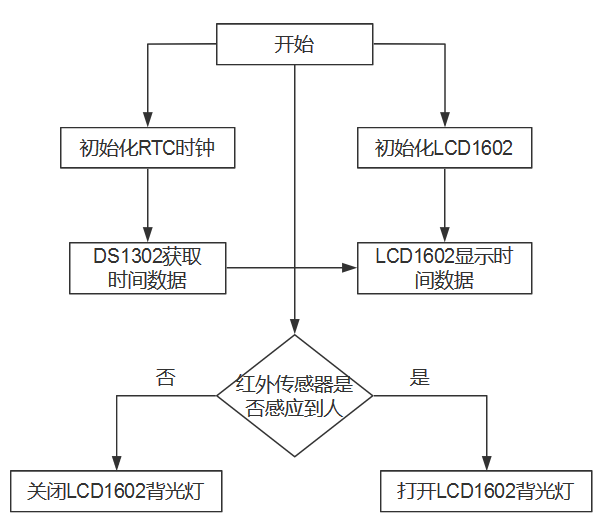 开始
初始化RTC时钟
初始化LCD1602
DS1302获取
时间数据
LCD1602显示时
间数据
否
红外传感器是
否感应到人
是
关闭LCD1602背光灯
打开LCD1602背光灯